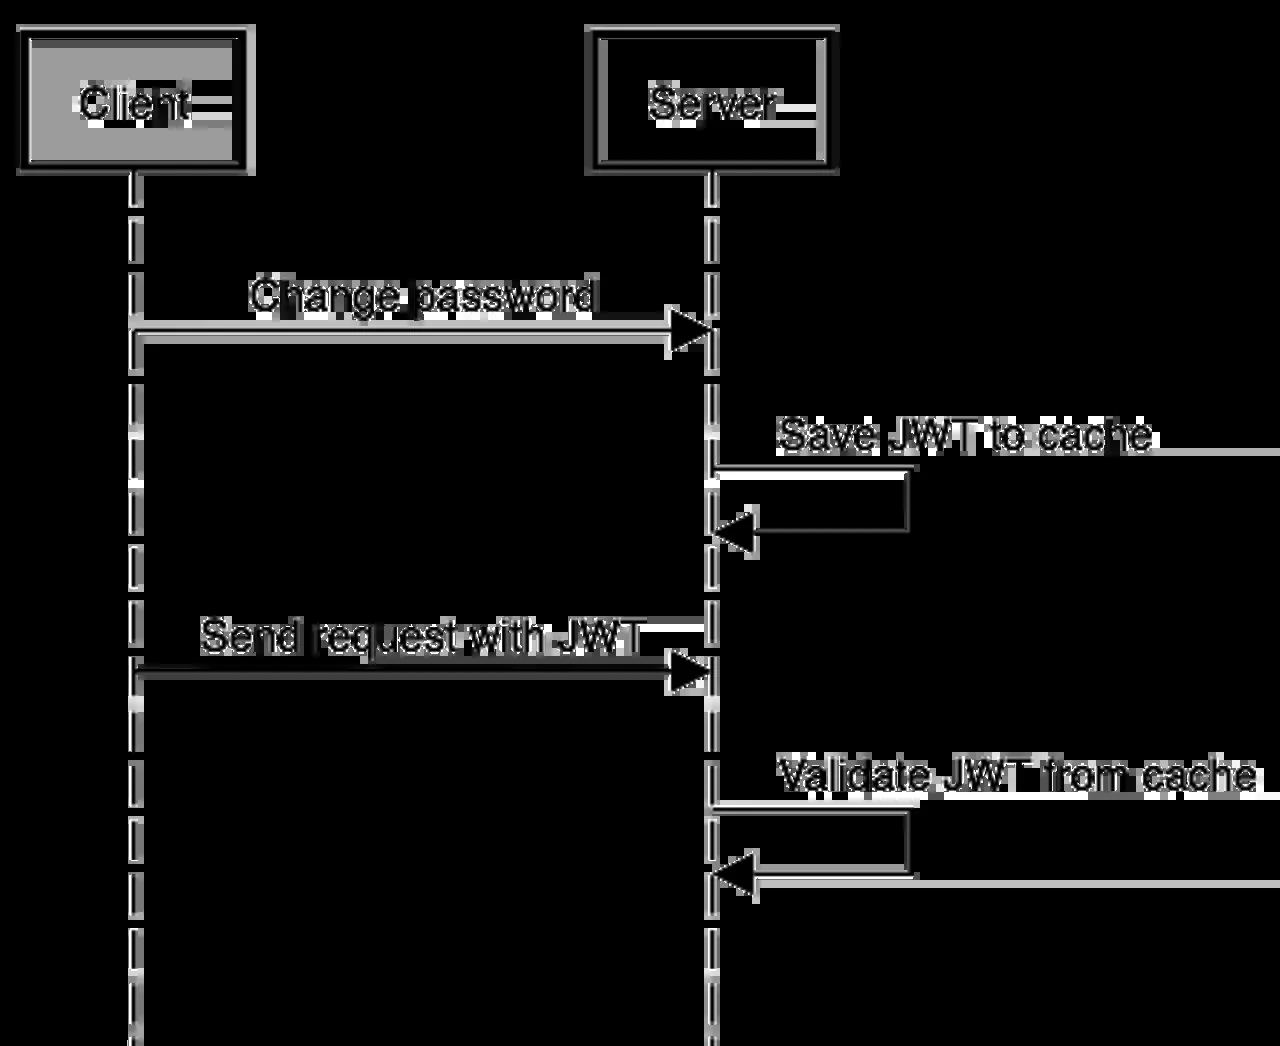 Client
Server
Change password
Save JWT to cache
Send request with JWT
Validate JWT from cache